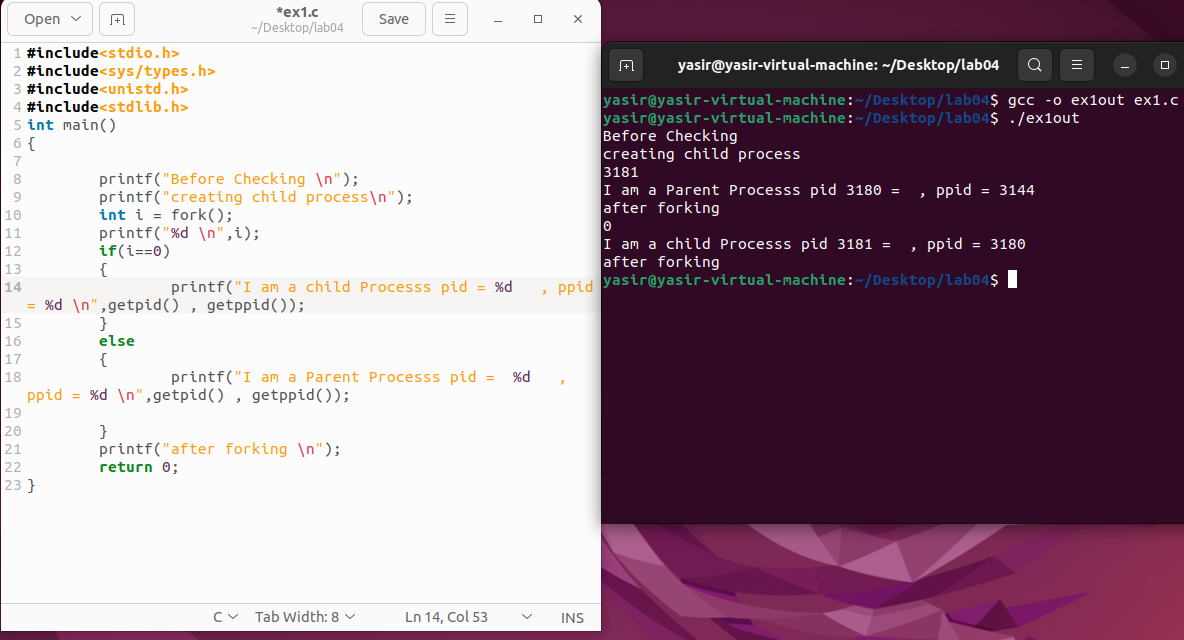 Open
*ex1.c
~/Desktop/lab04
Save
1 #include<stdio.h>
2 #include<sys/types.h>
3 #include<unistd.h>
4 #include<stdlib.h>
5 int main()
6 {
7
8         printf("Before Checking \n");
9         printf("creating child process\n");
10         int i = fork();
11         printf("%d \n",i);
12         if(i==0)
13         {
14                 printf("I am a child Processs pid = %d   , ppid
= %d \n",getpid() , getppid());
15         }
16         else
17         {
18                 printf("I am a Parent Processs pid =  %d   ,
ppid = %d \n",getpid() , getppid());
19
20         }
21         printf("after forking \n");
22         return 0;
23 }
C
Tab Width: 8
Ln 14, Col 53
INS
yasir@yasir-virtual-machine: ~/Desktop/lab04
yasir@yasir-virtual-machine:~/Desktop/lab04$ gcc -o ex1out ex1.c
yasir@yasir-virtual-machine:~/Desktop/lab04$ ./ex1out
Before Checking
creating child process
3181
I am a Parent Processs pid 3180 =  , ppid = 3144
after forking
0
I am a child Processs pid 3181 =  , ppid = 3180
after forking
yasir@yasir-virtual-machine:~/Desktop/lab04$